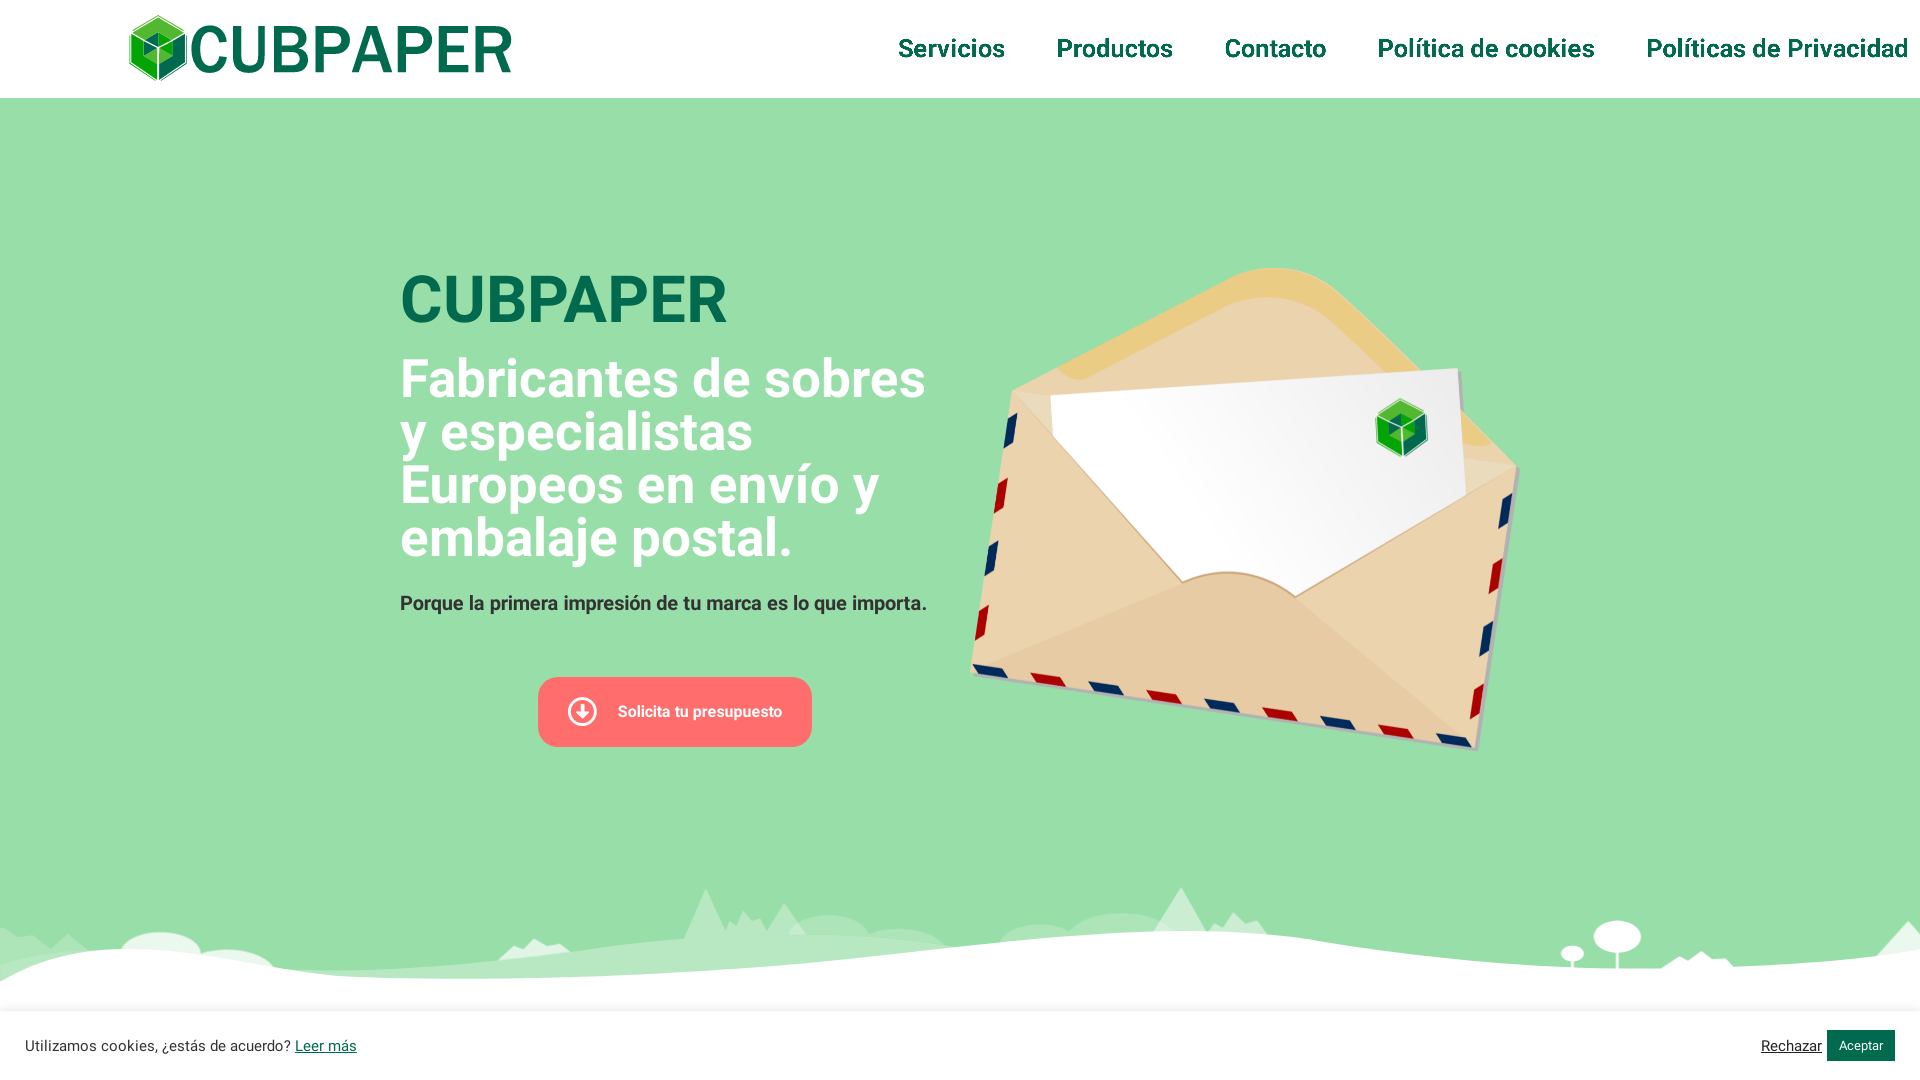 CUBPAPER
Servicios
Productos
Contacto
Política de cookies
Políticas de Privacidad
CUBPAPER
Fabricantes de sobres
y especialistas
Europeos en envío y
embalaje postal.
Porque la primera impresión de tu marca es lo que importa.
Solicita tu presupuesto
Utilizamos cookies, ¿estás de acuerdo? Leer más
Rechazar
Aceptar